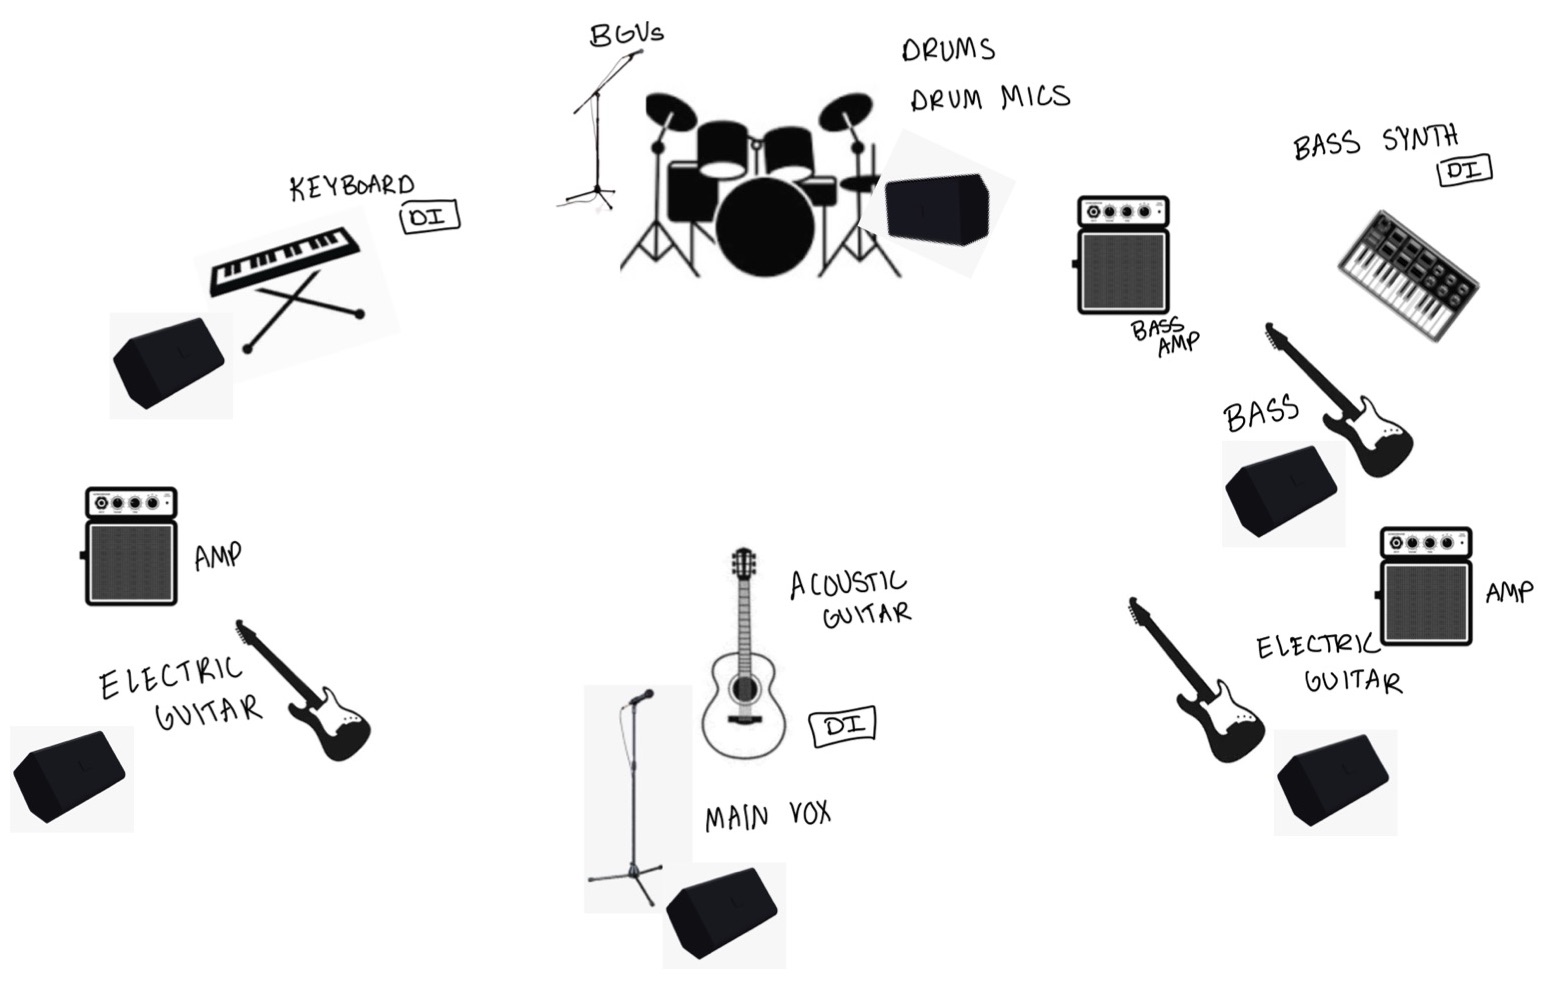 BGVs
DRUMS
DRUM MICS
BASS SYNTH
DI
KEYBOARD
DI
BASS
AMP
BASS
AMP
ACOUSTIC
GUITAR
DI
AMP
ELECTRIC
GUITAR
ELECTRIC
GUITAR
MAIN VOX